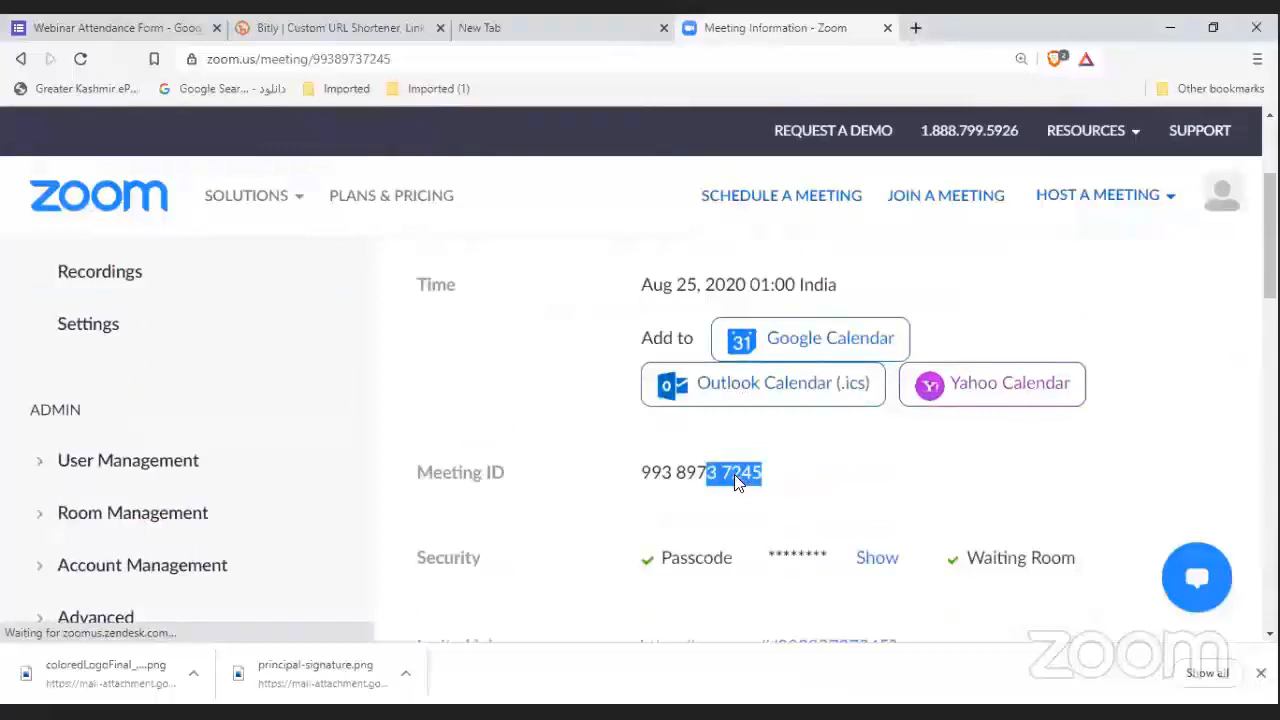 Webinar Attendance Form - Goog
Bitly | Custom URL Shortener, Link
New Tab
Meeting Information - Zoom
zoom.us/meeting/99389737245
2
Greater Kashmir eP...
Google Sear... - دانلود
Imported
Imported (1)
Other bookmarks
REQUEST A DEMO
1.888.799.5926
RESOURCES
SUPPORT
zoom
SOLUTIONS
PLANS & PRICING
SCHEDULE A MEETING
JOIN A MEETING
HOST A MEETING
Recordings
Settings
ADMIN
User Management
Room Management
Account Management
Advanced
Time
Aug 25, 2020 01:00 India
Add to
31 Google Calendar
Outlook Calendar (.ics)
Yahoo Calendar
Meeting ID
993 8973 7245
Security
Passcode
********
Show
Waiting Room
Waiting for zoomus.zendesk.com...
coloredLogoFinal_....png
https://mail-attachment.go...
principal-signature.png
https://mail-attachment.go...
zoom
Show all